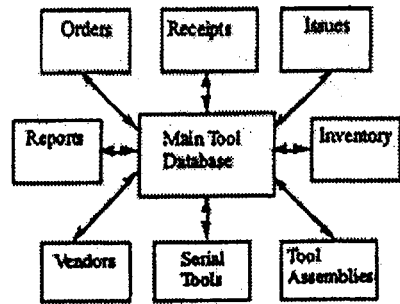 Orders
Receipts
Issues
Reports
Main Tool
Database
Inventory
Vendors
Serial
Tools
Tool
Assemblies